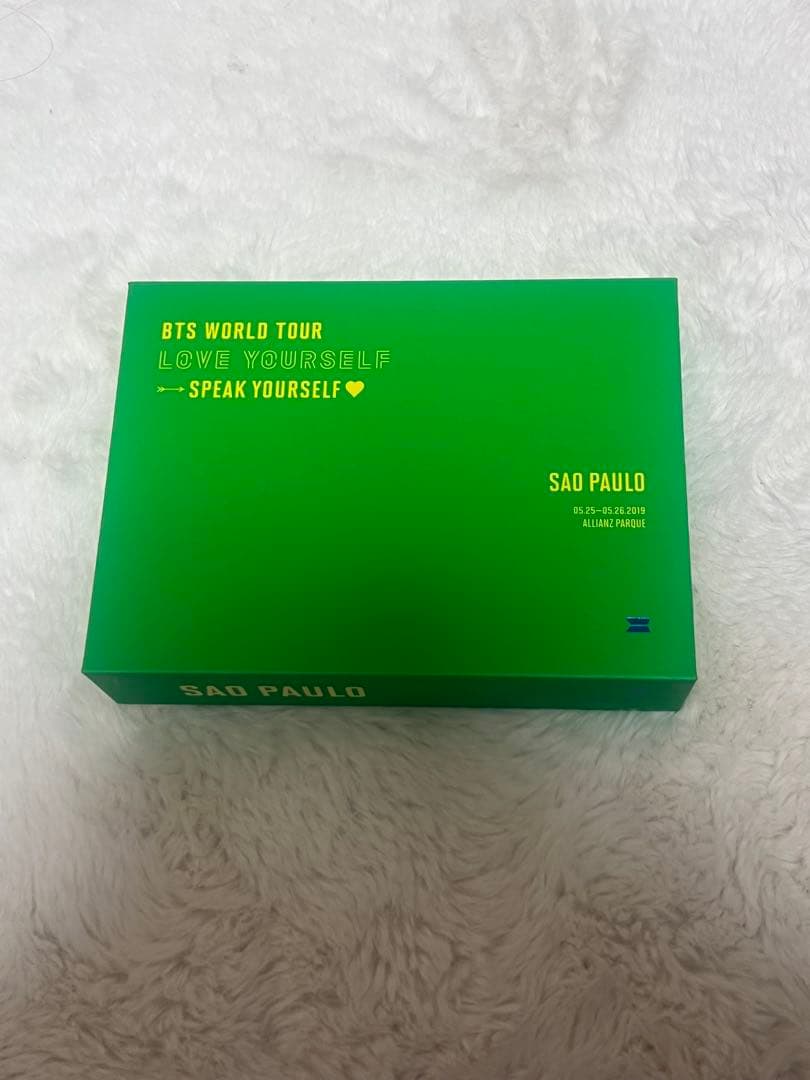 BTS WORLD TOUR
LOVE YOURSELF
SPEAK YOURSELF
SAO PAULO
05.25–05.26.2019
ALLIANZ PARQUE
SAO PAULO